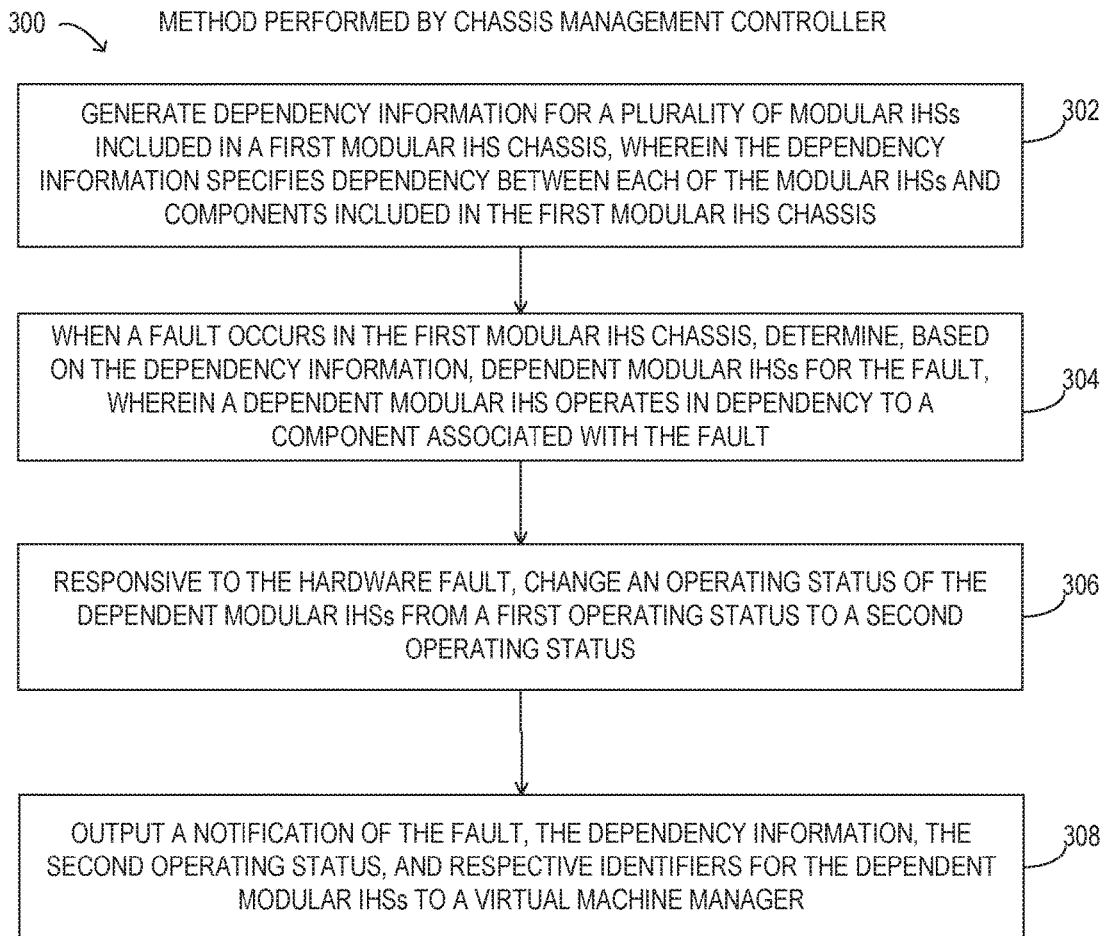 300 METHOD PERFORMED BY CHASSIS MANAGEMENT CONTROLLER
GENERATE DEPENDENCY INFORMATION FOR A PLURALITY OF MODULAR IHSs
INCLUDED IN A FIRST MODULAR IHS CHASSIS, WHEREIN THE DEPENDENCY
INFORMATION SPECIFIES DEPENDENCY BETWEEN EACH OF THE MODULAR IHSs AND
COMPONENTS INCLUDED IN THE FIRST MODULAR IHS CHASSIS
302
WHEN A FAULT OCCURS IN THE FIRST MODULAR IHS CHASSIS, DETERMINE, BASED
ON THE DEPENDENCY INFORMATION, DEPENDENT MODULAR IHSs FOR THE FAULT,
WHEREIN A DEPENDENT MODULAR IHS OPERATES IN DEPENDENCY TO A
COMPONENT ASSOCIATED WITH THE FAULT
304
RESPONSIVE TO THE HARDWARE FAULT, CHANGE AN OPERATING STATUS OF THE
DEPENDENT MODULAR IHSs FROM A FIRST OPERATING STATUS TO A SECOND
OPERATING STATUS
306
OUTPUT A NOTIFICATION OF THE FAULT, THE DEPENDENCY INFORMATION, THE
SECOND OPERATING STATUS, AND RESPECTIVE IDENTIFIERS FOR THE DEPENDENT
MODULAR IHSs TO A VIRTUAL MACHINE MANAGER
308